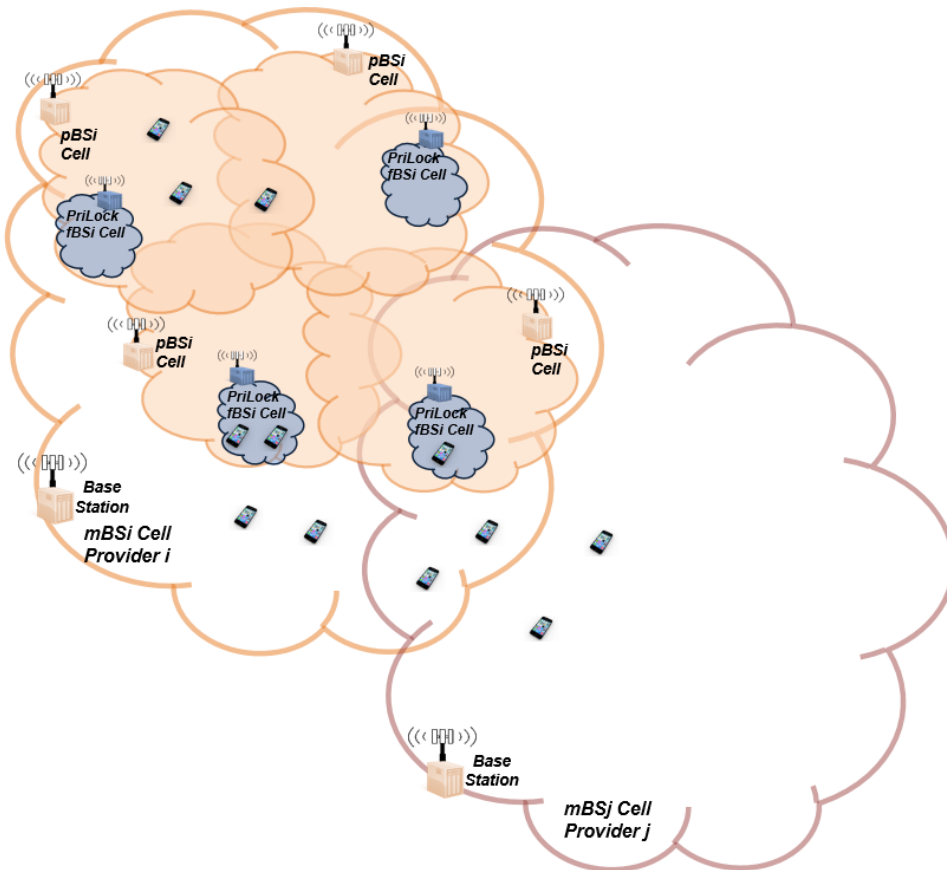 pBSi
Cell
pBSi
Cell
PriLock
fBSi Cell
PriLock
fBSi Cell
pBSi
Cell
pBSi
Cell
PriLock
fBSi Cell
PriLock
fBSi Cell
Base
Station
mBSi Cell
Provider i
Base
Station
mBSj Cell
Provider j